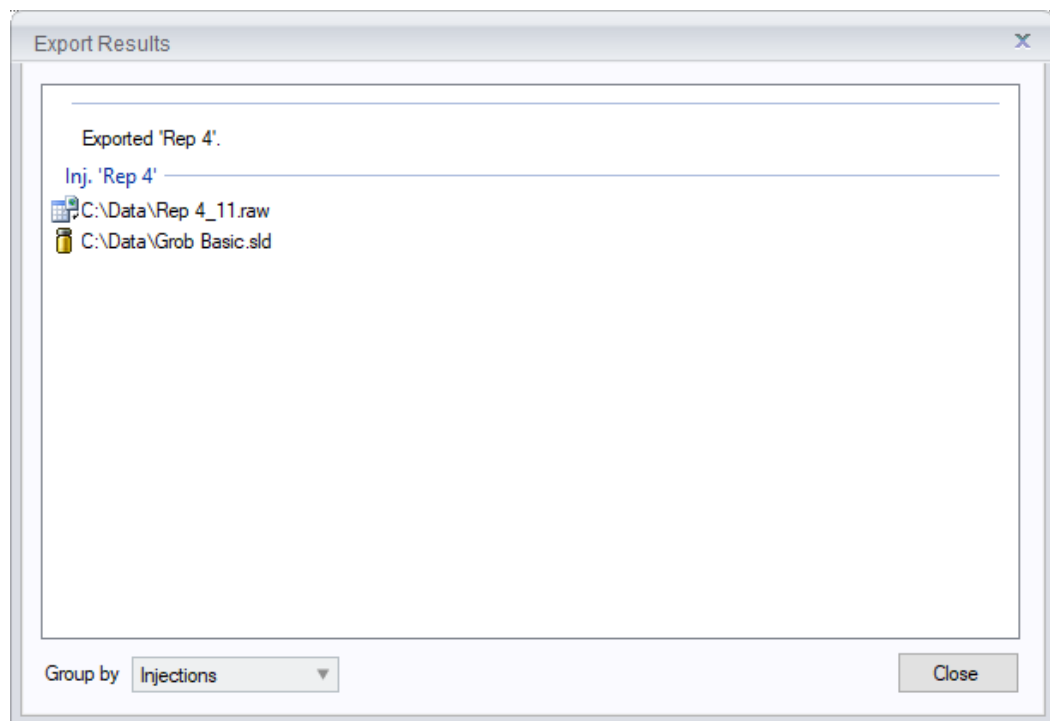 Export Results
Exported 'Rep 4'.
Inj. 'Rep 4'
C:\Data\Rep 4_11.raw
C:\Data\Grob Basic.sld
Group by Injections Close